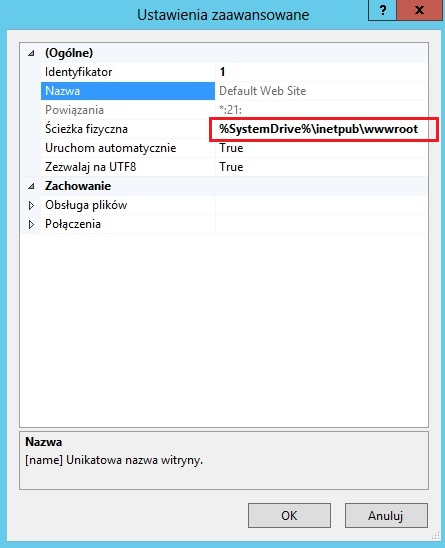 Ustawienia zaawansowane
?
x
(Ogólne)
Identyfikator 1
Nazwa Default Web Site
Powiązania *:21:
Ścieżka fizyczna %SystemDrive%\inetpub\wwwroot
Uruchom automatycznie True
Zezwalaj na UTF8 True
Zachowanie
Obsługa plików
Połączenia
Nazwa
[name] Unikatowa nazwa witryny.
OK Anuluj